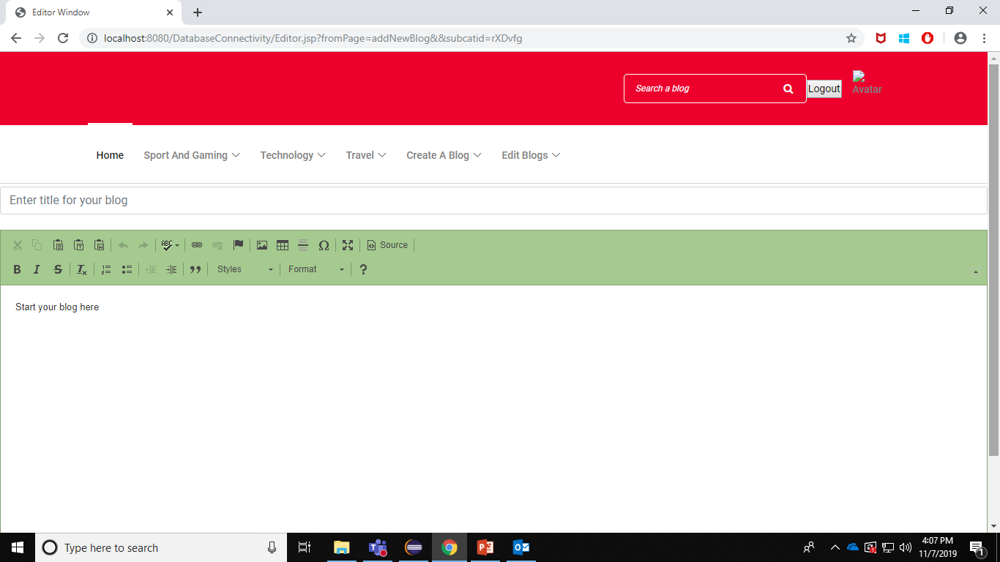 Editor Window
localhost:8080/DatabaseConnectivity/Editor.jsp?fromPage=addNewBlog&&subcatid=rXDvfg
Search a blog Logout Avatar
Home Sport And Gaming Technology Travel Create A Blog Edit Blogs
Enter title for your blog
ABC Source
B I S Styles Format ?
Start your blog here
Type here to search
4:07 PM
11/7/2019
1